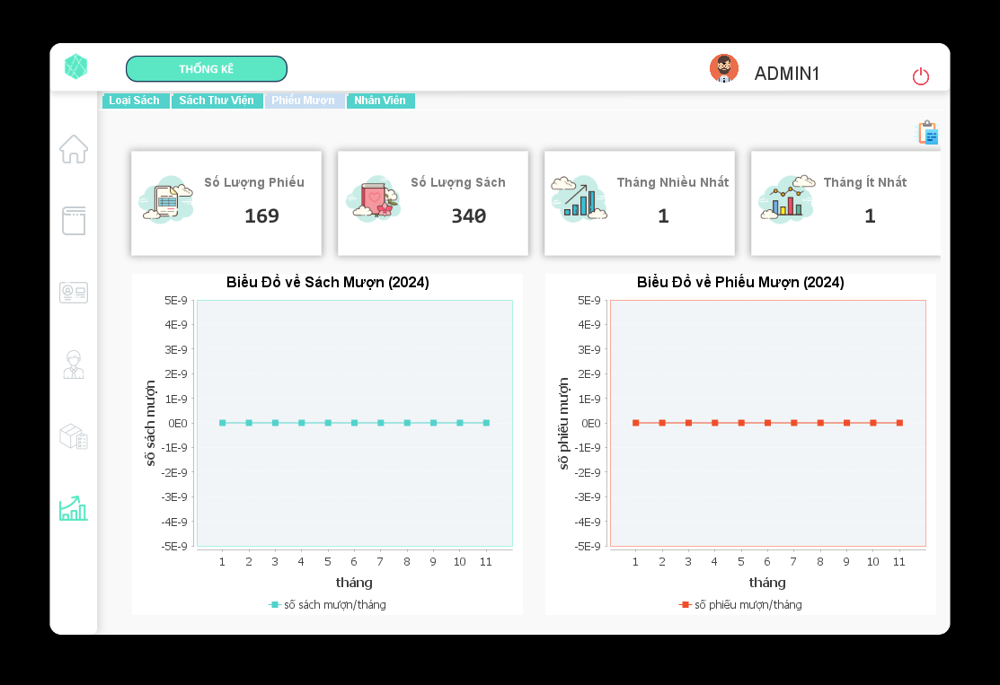 THỐNG KÊ
ADMIN1
Loại Sách Sách Thư Viện Phiếu Mượn Nhân Viên
Số Lượng Phiếu
169
Số Lượng Sách
340
Tháng Nhiều Nhất
1
Tháng Ít Nhất
1
Biểu Đồ về Sách Mượn (2024)
5E-9
4E-9
3E-9
2E-9
1E-9
0E0
-1E-9
-2E-9
-3E-9
-4E-9
-5E-9
số sách mượn
1 2 3 4 5 6 7 8 9 10 11
tháng
số sách mượn/tháng
Biểu Đồ về Phiếu Mượn (2024)
5E-9
4E-9
3E-9
2E-9
1E-9
0E0
-1E-9
-2E-9
-3E-9
-4E-9
-5E-9
số phiếu mượn
1 2 3 4 5 6 7 8 9 10 11
tháng
số phiếu mượn/tháng